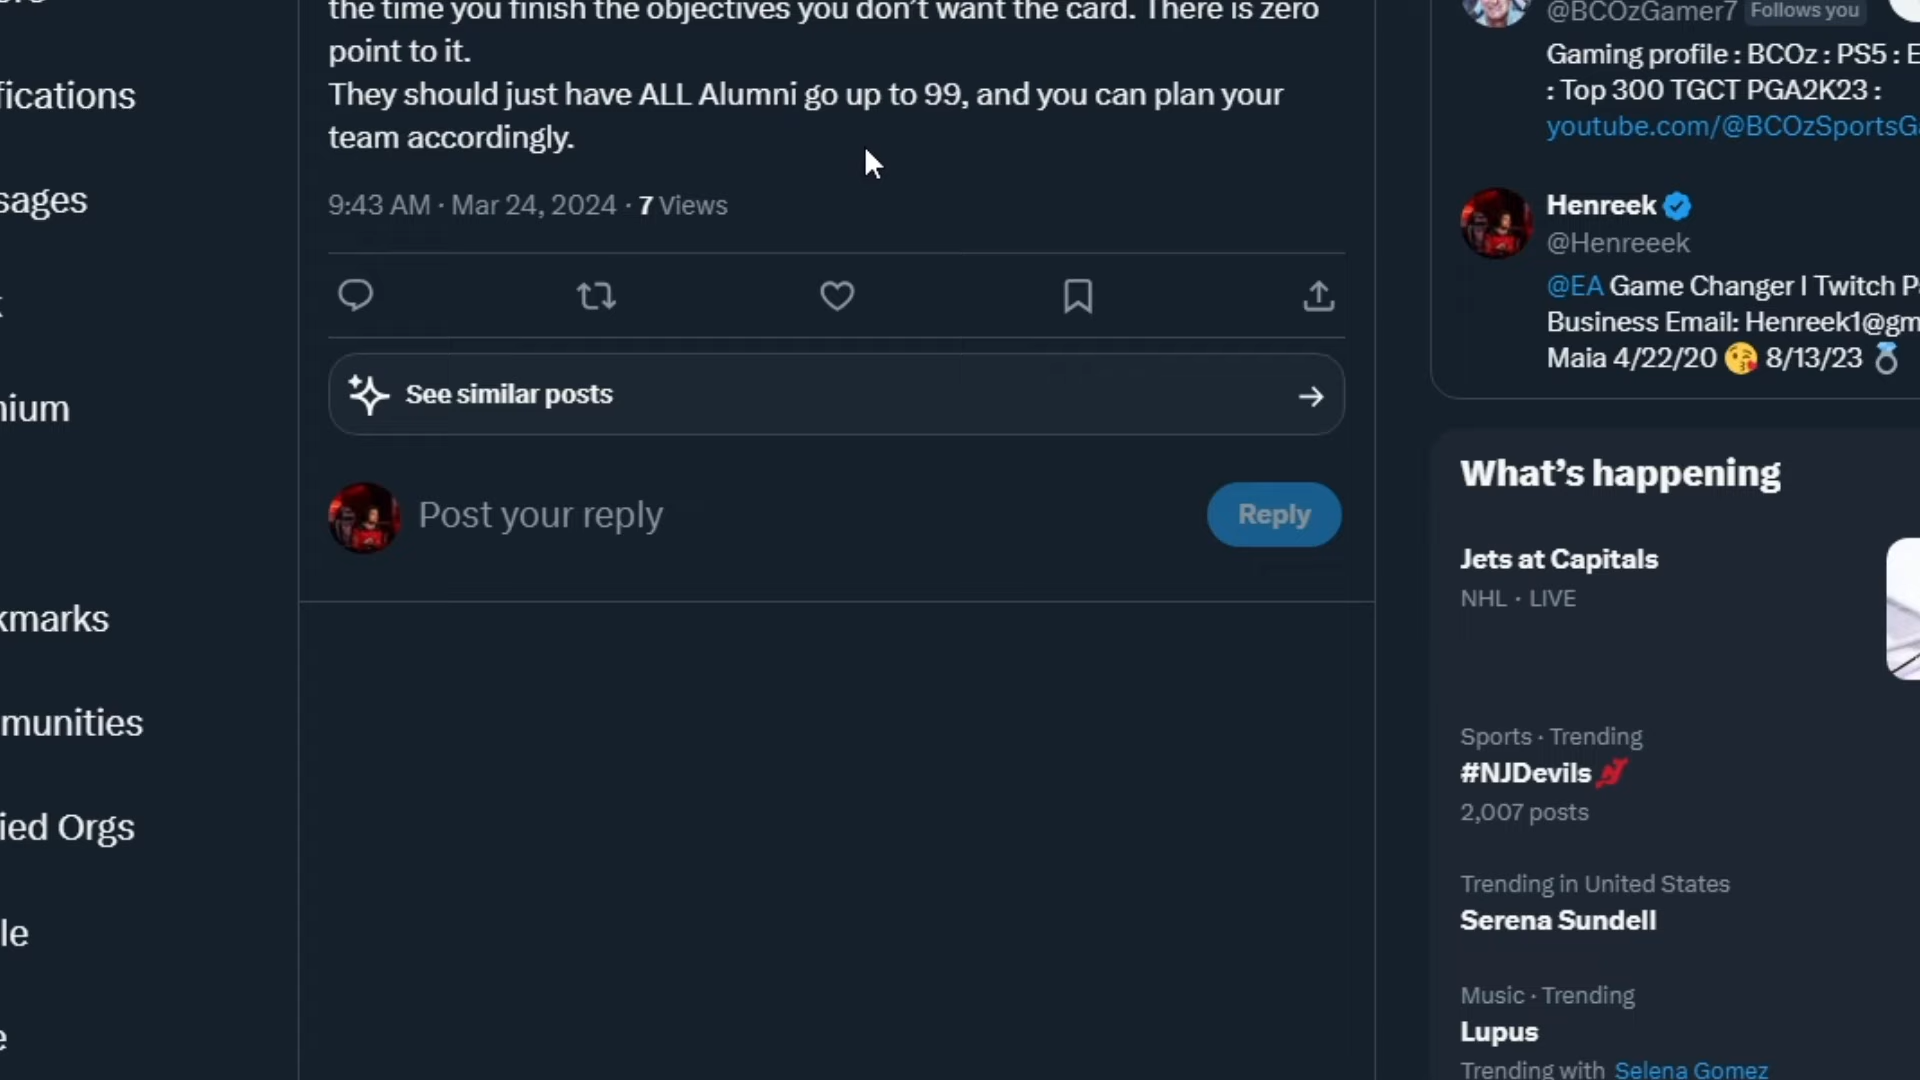 the time you finish the objectives you don't want the card. There is zero
point to it.
They should just have ALL Alumni go up to 99, and you can plan your
team accordingly.
9:43 AM · Mar 24, 2024 · 7 Views
See similar posts
Post your reply
Reply
fications
sages
nium
kmarks
munities
ied Orgs
le
e
@BCOzGamer7 Follows you
Gaming profile : BCOz : PS5 : E
: Top 300 TGCT PGA2K23 :
youtube.com/@BCOzSportsGa
Henreek
@Henreeek
@EA Game Changer I Twitch Pa
Business Email: Henreek1@gm
Maia 4/22/20 😘 8/13/23 💍
What's happening
Jets at Capitals
NHL · LIVE
Sports · Trending
#NJDevils
2,007 posts
Trending in United States
Serena Sundell
Music · Trending
Lupus
Trending with Selena Gomez